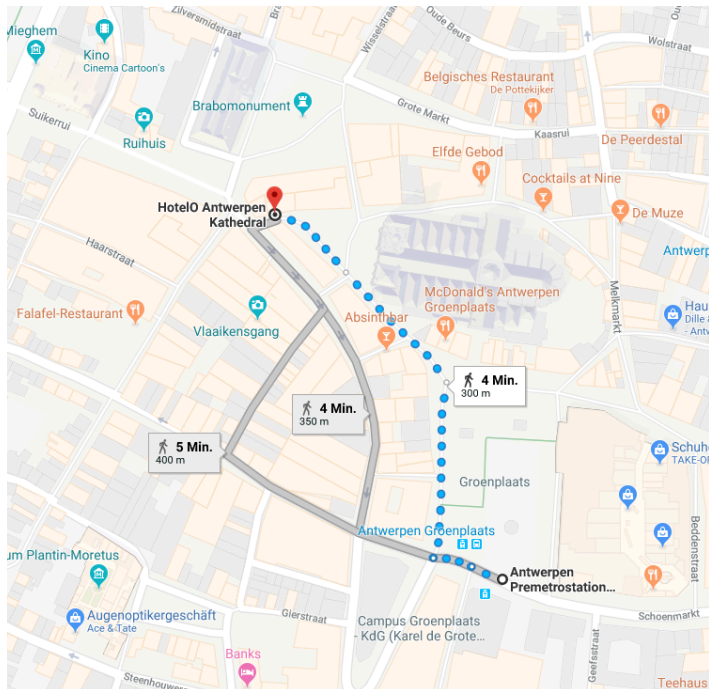 Mieghem
Zilversmidstraat
Bra
Wisselstraat
Oude Beurs
Kino
Cinema Cartoon's
Wolstraat
Belgisches Restaurant
De Pottekijker
Brabomonument
Grote Markt
Suikerrui
Kaasrui
De Peerdestal
Ruihuis
Elfde Gebod
Cocktails at Nine
HotelO Antwerpen
Kathedral
De Muze
Haarstraat
Antwerp
McDonald's Antwerpen
Groenplaats
Melkmarkt
Falafel-Restaurant
Vlaaikensgang
Absinthbar
Hau
Dille &
- Antw
4 Min.
300 m
4 Min.
350 m
5 Min.
400 m
Schuhe
TAKE-OF
Groenplaats
Beddenstraat
Antwerpen Groenplaats
um Plantin-Moretus
Antwerpen
Premetrostation...
Augenoptikergeschäft
Ace & Tate
Gierstraat
Campus Groenplaats
- KdG (Karel de Grote...
Schoenmarkt
Geefsstraat
Banks
Steenhouwers
Teehaus